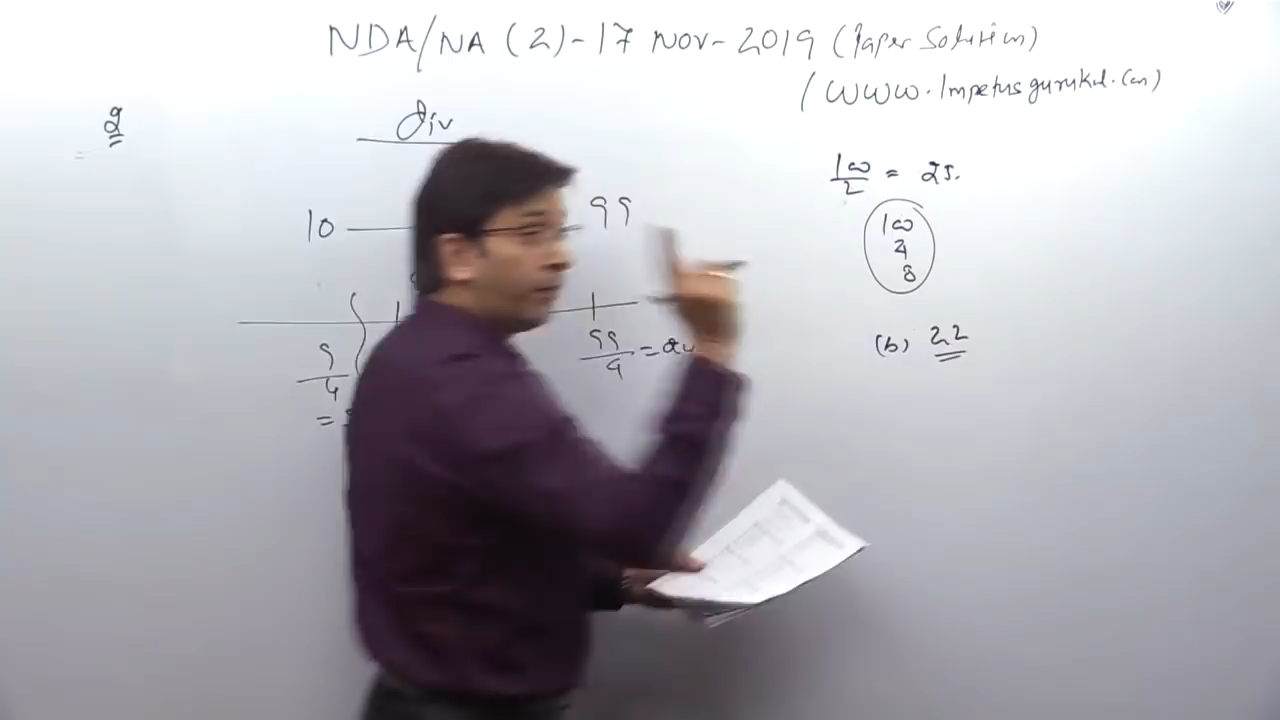 NDA/NA (2)-17 Nov-2019 (Paper Solution)
/ www.Impetusgurukul.Com)
2
div
10 99
9/4
=
99/4 =
100/2 = 25.
100
4
8
(b) 22